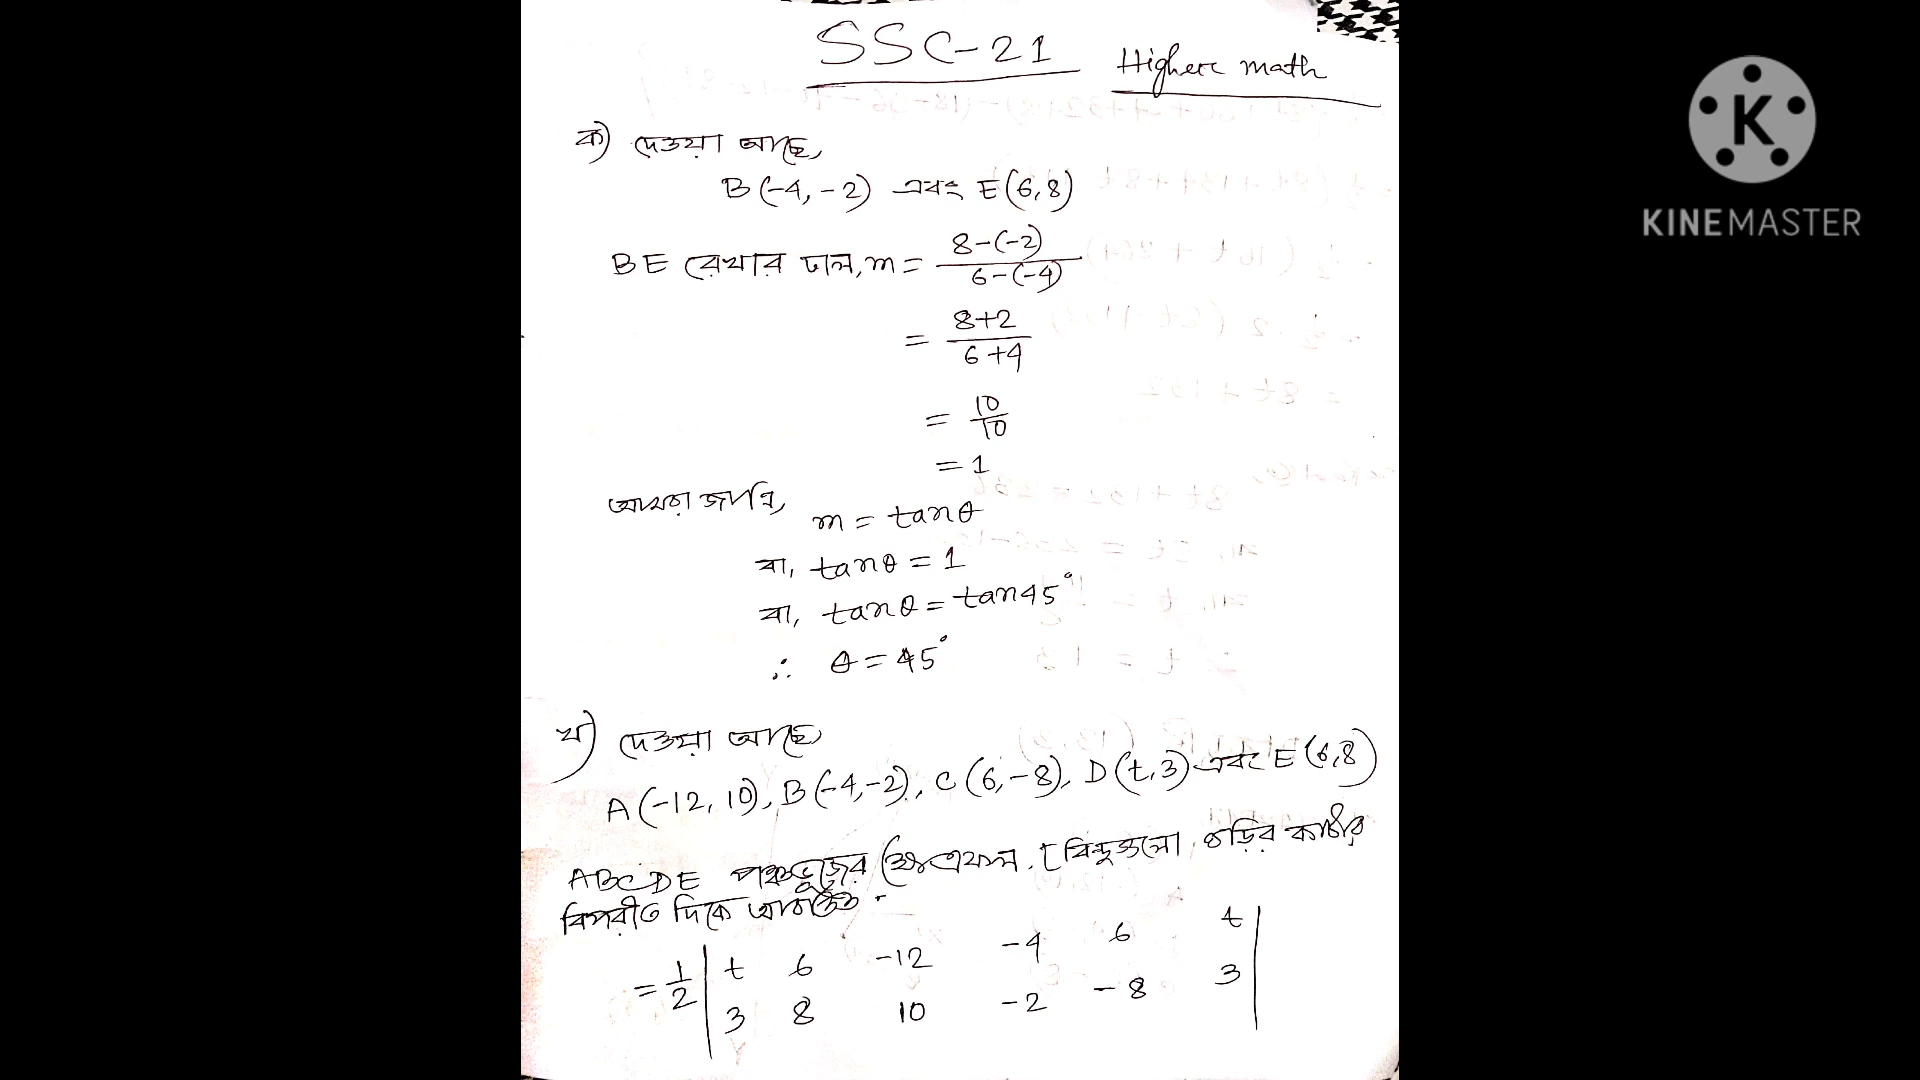 SSC-21 Higher math
K
KINEMASTER
ক) দেওয়া আছে,
B(-4, -2) এবং E(6,8)
BE রেখার ঢাল, m = 8-(-2) / 6-(-4)
= 8+2 / 6+4
= 10/10
= 1
আমরা জানি,
m = tanθ
বা, tanθ = 1
বা, tanθ = tan45°
∴ θ = 45°
খ) দেওয়া আছে,
A(-12, 10), B(-4,-2), C(6,-8), D(t,3) এবং E(6,8)
ABCDE পঞ্চভুজের ক্ষেত্রফল. [বিন্দুগুলো ঘড়ির কাটার
বিপরীত দিকে আবর্তিত.
= 1/2 | t 6 -12 -4 6 t |
3 8 10 -2 -8 3